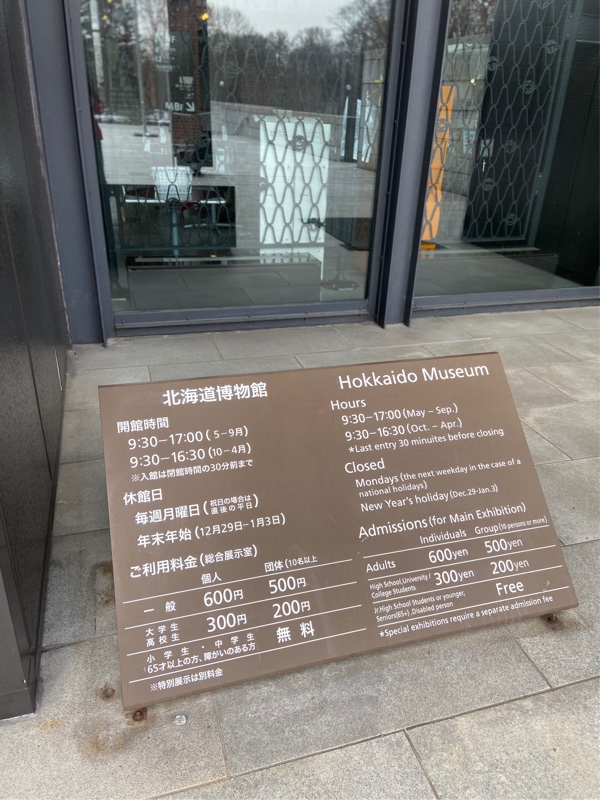 北海道博物館
開館時間
9:30−17:00(5−9月)
9:30−16:30(10−4月)
※入館は閉館時間の30分前まで
休館日
毎週月曜日(祝日の場合は直後の平日)
年末年始(12月29日−1月3日)
ご利用料金(総合展示室)
個人 団体(10名以上
一般 600円 500円
大学生 高校生 300円 200円
小学生・中学生 65才以上の方、障がいのある方 無料
※特別展示は別料金
Hokkaido Museum
Hours
9:30−17:00(May − Sep.)
9:30−16:30(Oct. − Apr.)
*Last entry 30 minuites before closing
Closed
Mondays(the next weekday in the case of a
national holidays)
New Year's holiday(Dec.29-Jan.3)
Admissions(for Main Exhibition)
Individuals Group(10 persons or more)
Adults 600yen 500yen
High School,University / College Students 300yen 200yen
Jr.High School Students or younger, Seniors(65+) ,Disabled person Free
*Special exhibitions require a separate admission fee